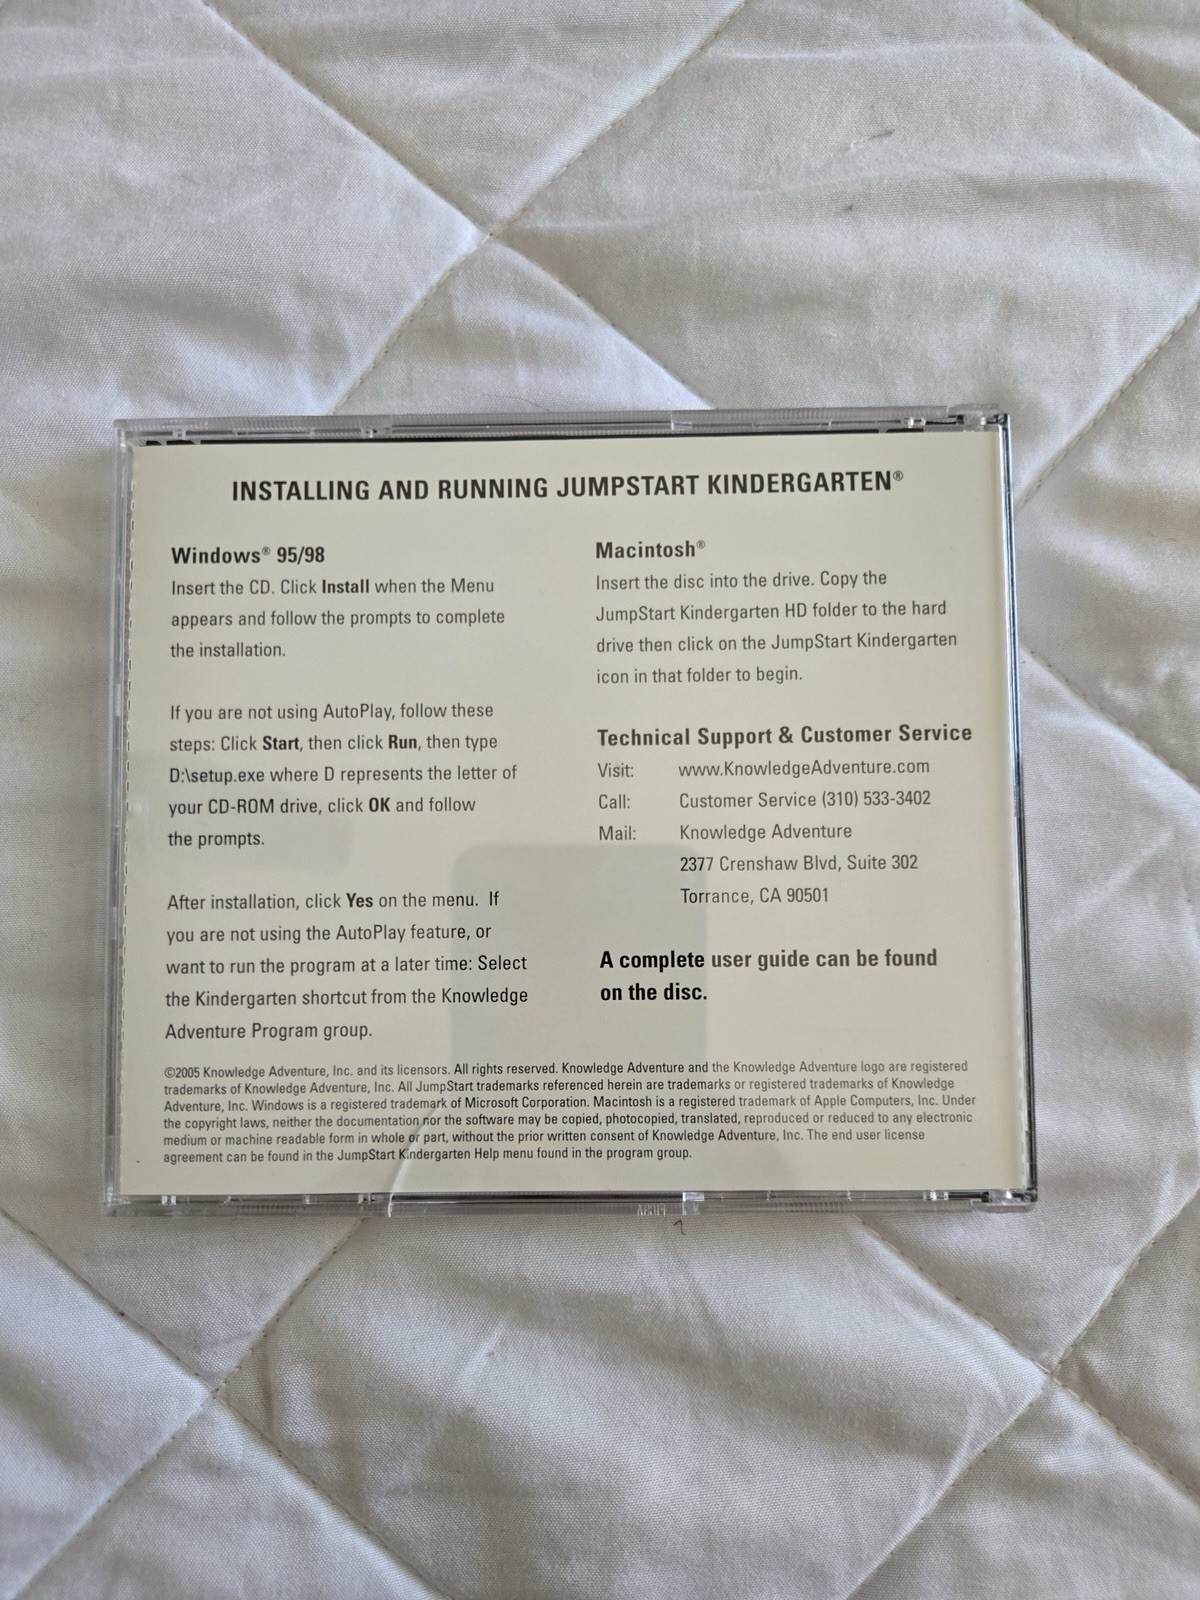 INSTALLING AND RUNNING JUMPSTART KINDERGARTEN®
Windows® 95/98
Insert the CD. Click Install when the Menu
appears and follow the prompts to complete
the installation.
If you are not using AutoPlay, follow these
steps: Click Start, then click Run, then type
D:\setup.exe where D represents the letter of
your CD-ROM drive, click OK and follow
the prompts.
After installation, click Yes on the menu. If
you are not using the AutoPlay feature, or
want to run the program at a later time: Select
the Kindergarten shortcut from the Knowledge
Adventure Program group.
Macintosh®
Insert the disc into the drive. Copy the
JumpStart Kindergarten HD folder to the hard
drive then click on the JumpStart Kindergarten
icon in that folder to begin.
Technical Support & Customer Service
Visit: www.KnowledgeAdventure.com
Call: Customer Service (310) 533-3402
Mail: Knowledge Adventure
2377 Crenshaw Blvd, Suite 302
Torrance, CA 90501
A complete user guide can be found
on the disc.
©2005 Knowledge Adventure, Inc. and its licensors. All rights reserved. Knowledge Adventure and the Knowledge Adventure logo are registered
trademarks of Knowledge Adventure, Inc. All JumpStart trademarks referenced herein are trademarks or registered trademarks of Knowledge
Adventure, Inc. Windows is a registered trademark of Microsoft Corporation. Macintosh is a registered trademark of Apple Computers, Inc. Under
the copyright laws, neither the documentation nor the software may be copied, photocopied, translated, reproduced or reduced to any electronic
medium or machine readable form in whole or part, without the prior written consent of Knowledge Adventure, Inc. The end user license
agreement can be found in the JumpStart Kindergarten Help menu found in the program group.